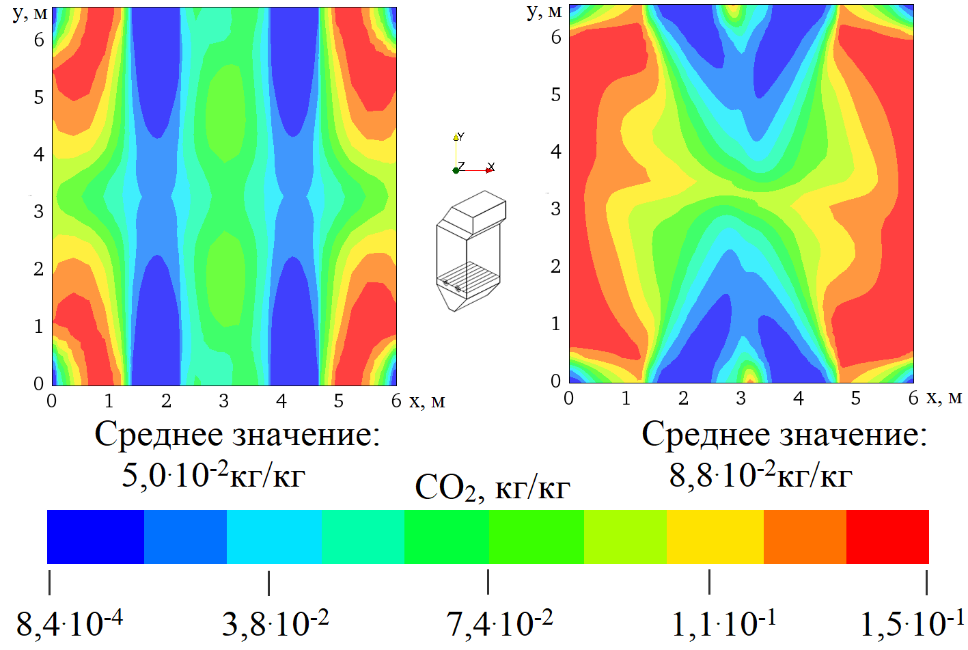 y, м
6
5
4
3
2
1
0
0 1 2 3 4 5 6 х, м
y, м
6
5
4
3
2
1
0
0 1 2 3 4 5 6 х, м
Y
Z X
Среднее значение:
5,0·10⁻²кг/кг
Среднее значение:
8,8·10⁻²кг/кг
CO₂, кг/кг
8,4·10⁻⁴ 3,8·10⁻² 7,4·10⁻² 1,1·10⁻¹ 1,5·10⁻¹